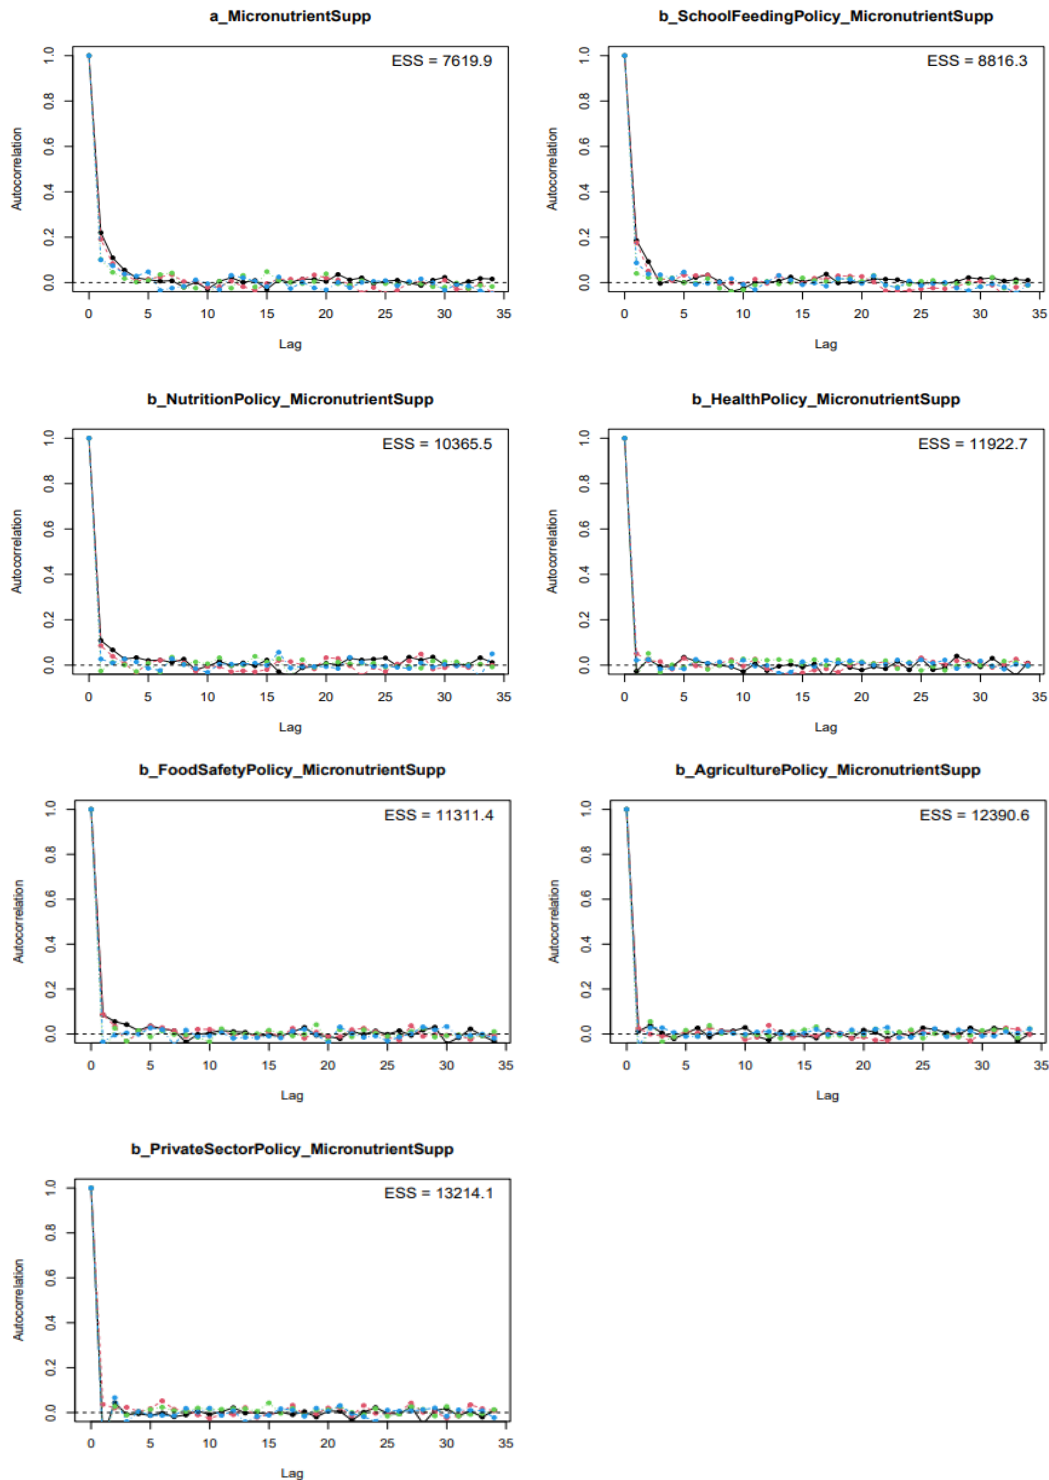 a_MicronutrientSupp
ESS = 7619.9
1.0
0.8
0.6
0.4
0.2
0.0
Autocorrelation
0 5 10 15 20 25 30 35
Lag
b_SchoolFeedingPolicy_MicronutrientSupp
ESS = 8816.3
1.0
0.8
0.6
0.4
0.2
0.0
Autocorrelation
0 5 10 15 20 25 30 35
Lag
b_NutritionPolicy_MicronutrientSupp
ESS = 10365.5
1.0
0.8
0.6
0.4
0.2
0.0
Autocorrelation
0 5 10 15 20 25 30 35
Lag
b_HealthPolicy_MicronutrientSupp
ESS = 11922.7
1.0
0.8
0.6
0.4
0.2
0.0
Autocorrelation
0 5 10 15 20 25 30 35
Lag
b_FoodSafetyPolicy_MicronutrientSupp
ESS = 11311.4
1.0
0.8
0.6
0.4
0.2
0.0
Autocorrelation
0 5 10 15 20 25 30 35
Lag
b_AgriculturePolicy_MicronutrientSupp
ESS = 12390.6
1.0
0.8
0.6
0.4
0.2
0.0
Autocorrelation
0 5 10 15 20 25 30 35
Lag
b_PrivateSectorPolicy_MicronutrientSupp
ESS = 13214.1
1.0
0.8
0.6
0.4
0.2
0.0
Autocorrelation
0 5 10 15 20 25 30 35
Lag